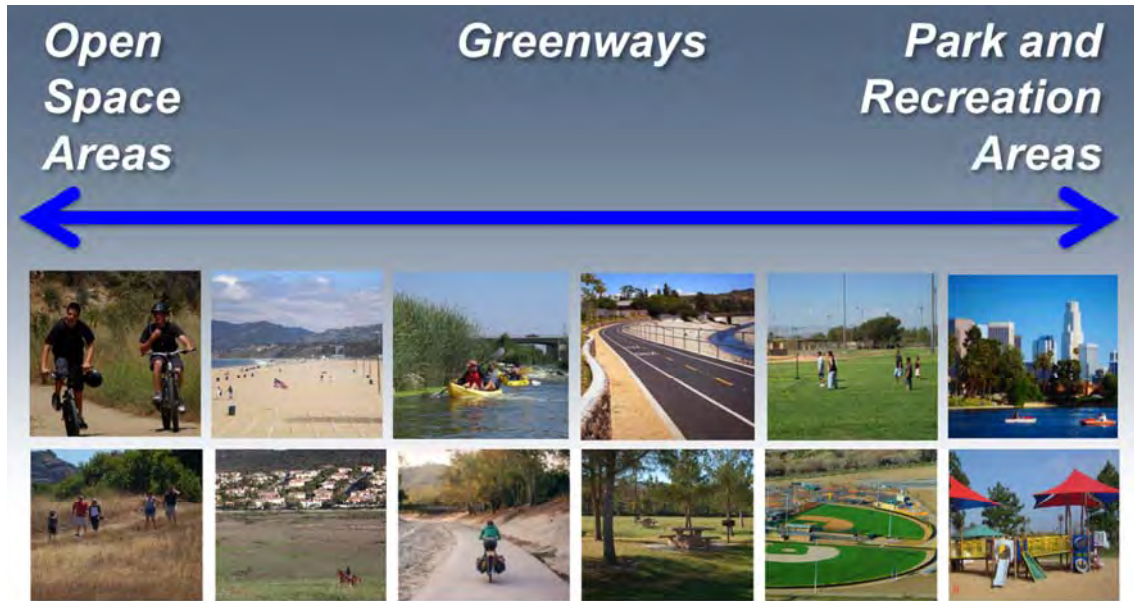 Open
Space
Areas
Greenways
Park and
Recreation
Areas